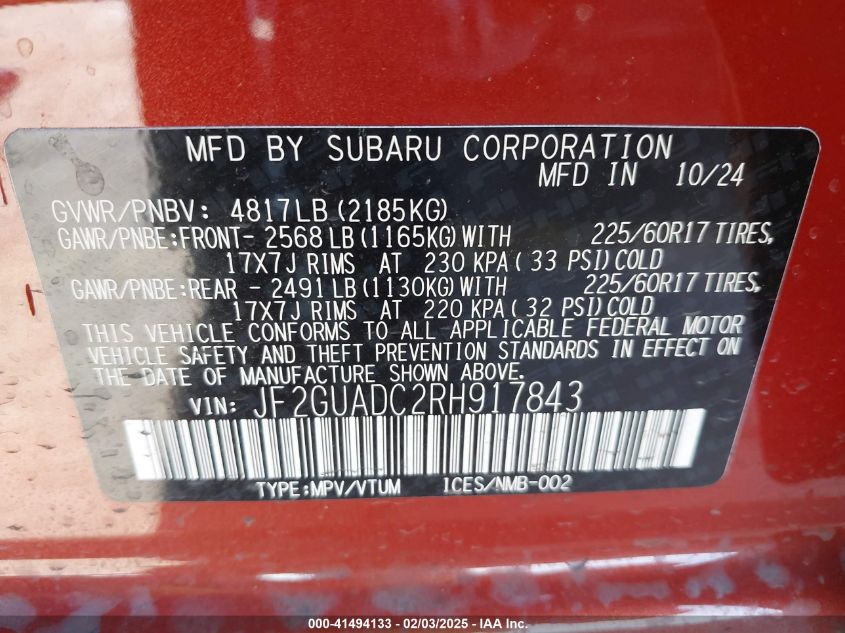 MFD BY SUBARU CORPORATION
MFD IN 10/24
GVWR/PNBV: 4817LB (2185KG)
GAWR/PNBE:FRONT- 2568 LB (1165KG) WITH 225/60R17 TIRES,
17X7J RIMS AT 230 KPA ( 33 PSI) COLD
GAWR/PNBE:REAR - 2491 LB (1130KG) WITH 225/60R17 TIRES,
17X7J RIMS AT 220 KPA ( 32 PSI) COLD
THIS VEHICLE CONFORMS TO ALL APPLICABLE FEDERAL MOTOR
VEHICLE SAFETY AND THEFT PREVENTION STANDARDS IN EFFECT ON
THE DATE OF MANUFACTURE SHOWN ABOVE.
VIN: JF2GUADC2RH917843
TYPE:MPV/VTUM ICES/NMB-002
000-41494133 - 02/03/2025 - IAA Inc.